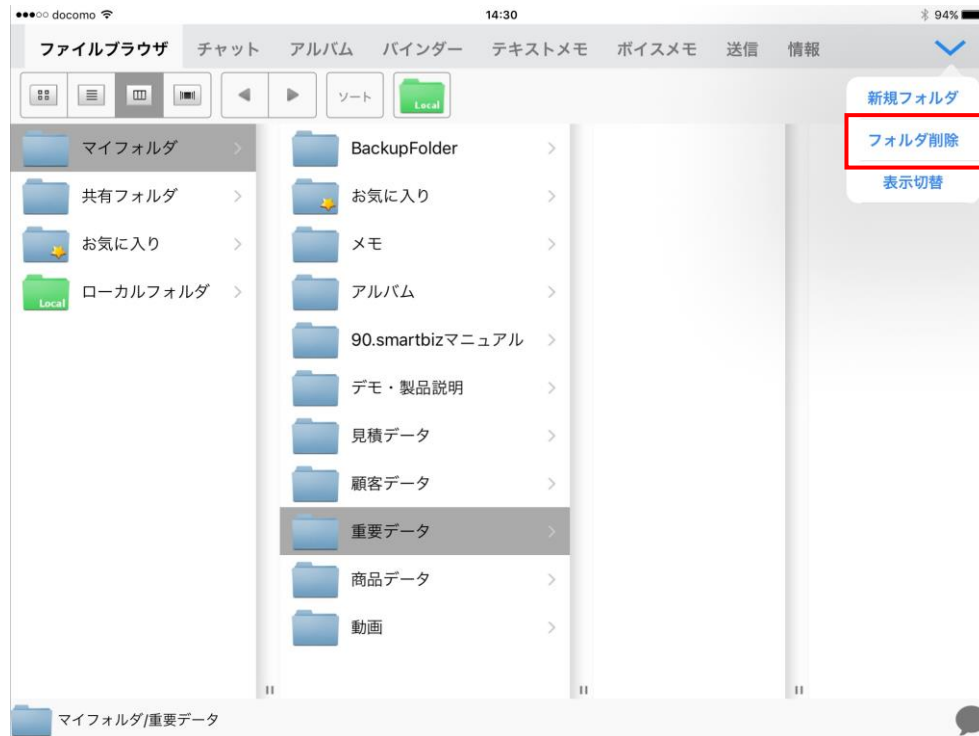 docomo 14:30 94%
ファイルブラウザ チャット アルバム バインダー テキストメモ ボイスメモ 送信 情報
ソート Local
新規フォルダ
フォルダ削除
表示切替
マイフォルダ
共有フォルダ
お気に入り
Local ローカルフォルダ
BackupFolder
お気に入り
メモ
アルバム
90.smartbizマニュアル
デモ・製品説明
見積データ
顧客データ
重要データ
商品データ
動画
マイフォルダ/重要データ